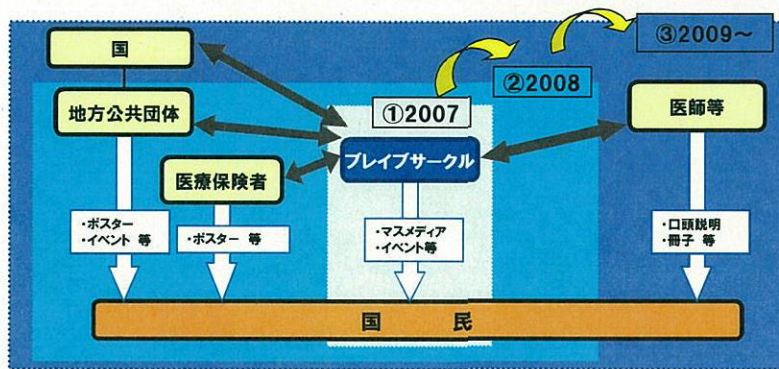 ③2009～
国
②2008
地方公共団体
①2007
医師等
ブレイブサークル
医療保険者
・ポスター
・イベント 等
・ポスター 等
・マスメディア
・イベント等
・口頭説明
・冊子 等
国 民